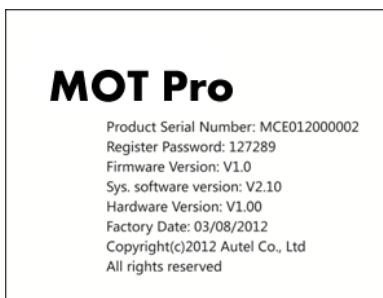 MOT Pro
Product Serial Number: MCE012000002
Register Password: 127289
Firmware Version: V1.0
Sys. software version: V2.10
Hardware Version: V1.00
Factory Date: 03/08/2012
Copyright(c)2012 Autel Co., Ltd
All rights reserved